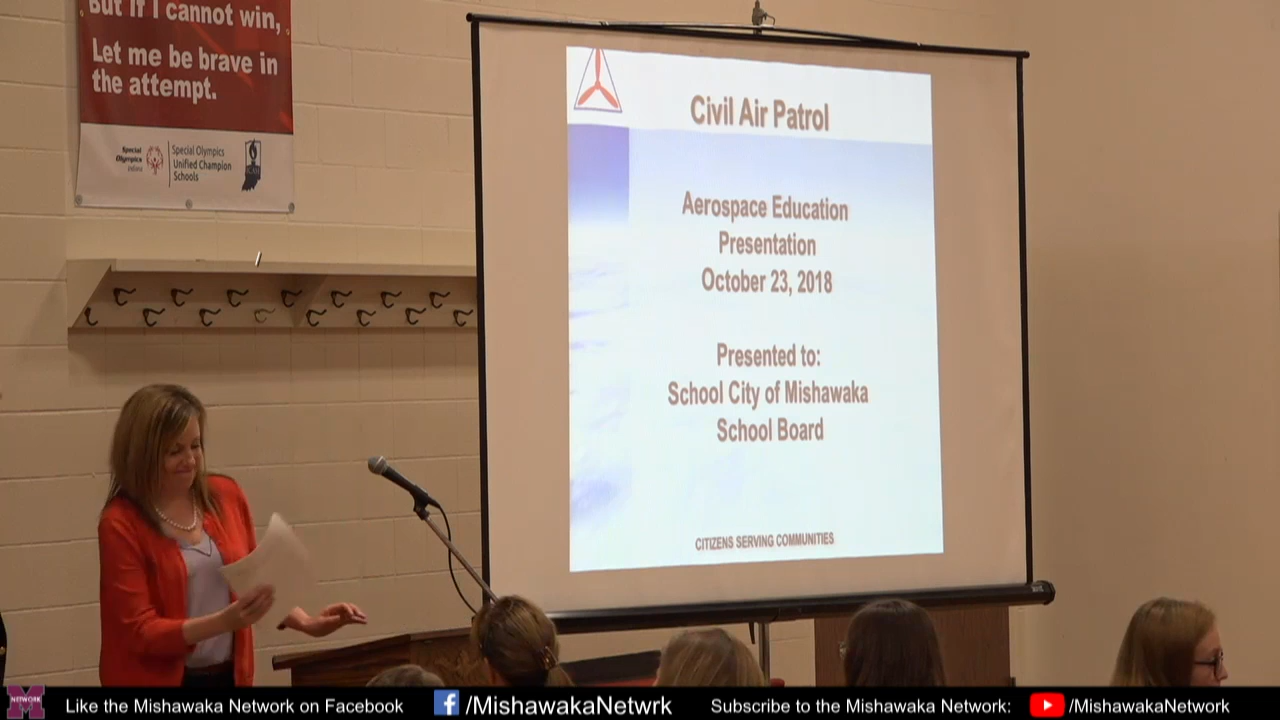 But if I cannot win,
Let me be brave in
the attempt.
Special
Olympics
Indiana
Special Olympics
Unified Champion
Schools
Civil Air Patrol
Aerospace Education
Presentation
October 23, 2018
Presented to:
School City of Mishawaka
School Board
CITIZENS SERVING COMMUNITIES
M
NETWORK
Like the Mishawaka Network on Facebook
f /MishawakaNetwrk
Subscribe to the Mishawaka Network:
/MishawakaNetwork